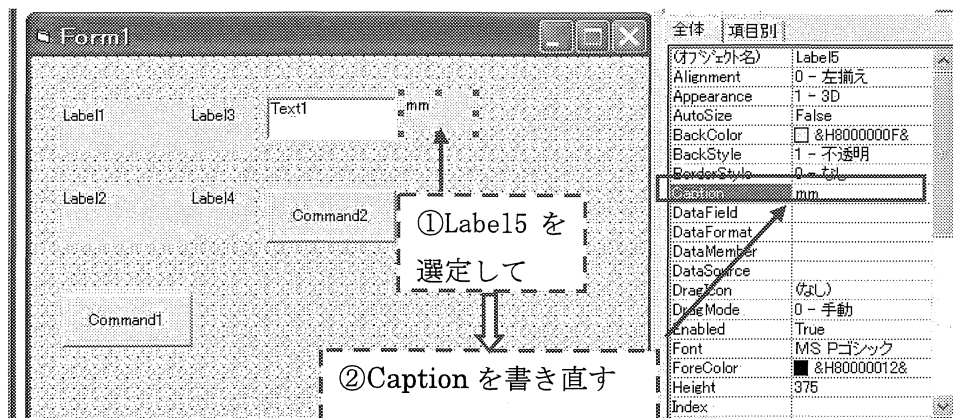 Form1
Label1
Label3
Text1
mm
Label2
Label4
Command2
Command1
①Label5 を
選定して
②Caption を書き直す
全体
項目別
(オブジェクト名) Label5
Alignment 0 - 左揃え
Appearance 1 - 3D
AutoSize False
BackColor &H8000000F&
BackStyle 1 - 不透明
BorderStyle 0 - なし
Caption mm
DataField
DataFormat
DataMember
DataSource
DragIcon (なし)
DragMode 0 - 手動
Enabled True
Font MS Pゴシック
ForeColor &H80000012&
Height 375
Index